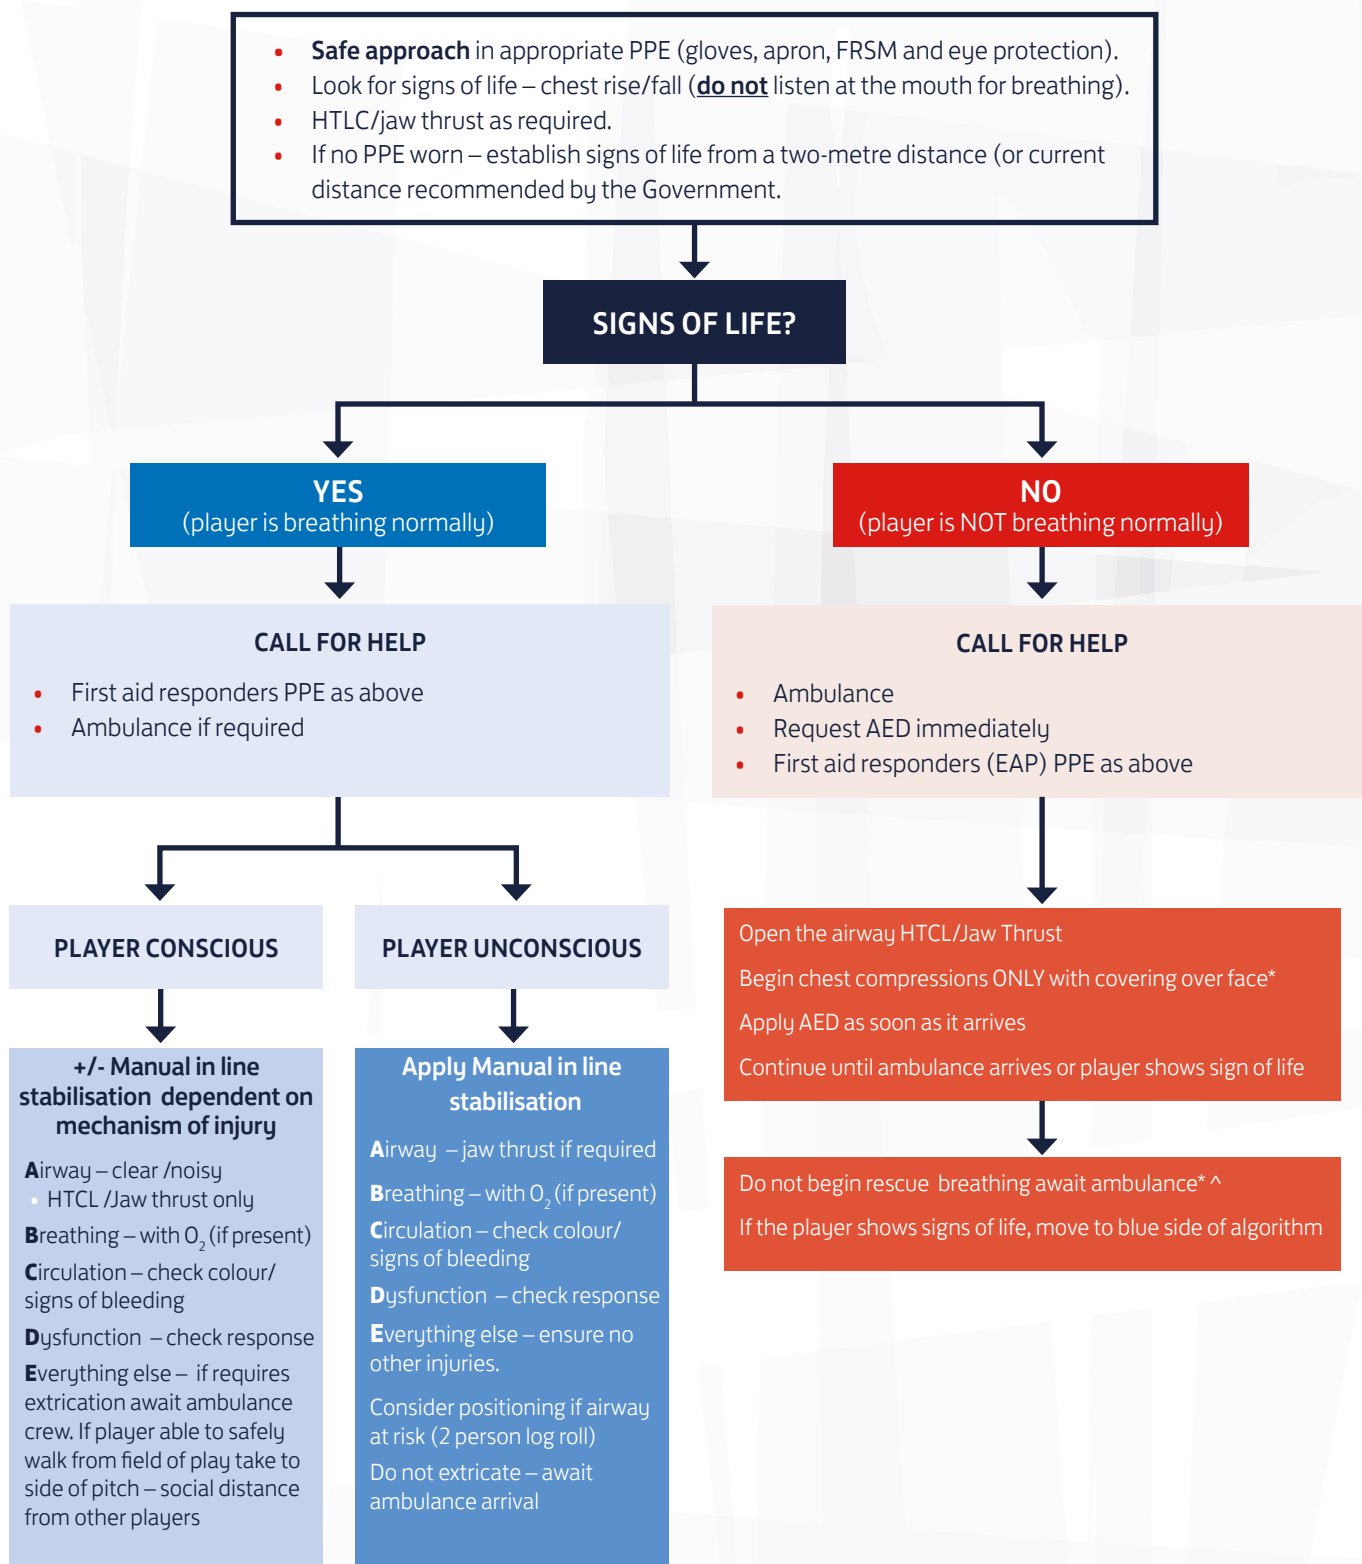 • Safe approach in appropriate PPE (gloves, apron, FRSM and eye protection).
• Look for signs of life – chest rise/fall (do not listen at the mouth for breathing).
• HTLC/jaw thrust as required.
• If no PPE worn – establish signs of life from a two-metre distance (or current
distance recommended by the Government.
SIGNS OF LIFE?
YES
(player is breathing normally)
NO
(player is NOT breathing normally)
CALL FOR HELP
• First aid responders PPE as above
• Ambulance if required
CALL FOR HELP
• Ambulance
• Request AED immediately
• First aid responders (EAP) PPE as above
PLAYER CONSCIOUS
PLAYER UNCONSCIOUS
+/- Manual in line
stabilisation dependent on
mechanism of injury
Airway – clear /noisy
• HTCL /Jaw thrust only
Breathing – with O₂ (if present)
Circulation – check colour/
signs of bleeding
Dysfunction – check response
Everything else – if requires
extrication await ambulance
crew. If player able to safely
walk from field of play take to
side of pitch – social distance
from other players
Apply Manual in line
stabilisation
Airway – jaw thrust if required
Breathing – with O₂ (if present)
Circulation – check colour/
signs of bleeding
Dysfunction – check response
Everything else – ensure no
other injuries.
Consider positioning if airway
at risk (2 person log roll)
Do not extricate – await
ambulance arrival
Open the airway HTCL/Jaw Thrust
Begin chest compressions ONLY with covering over face*
Apply AED as soon as it arrives
Continue until ambulance arrives or player shows sign of life
Do not begin rescue breathing await ambulance* ^
If the player shows signs of life, move to blue side of algorithm